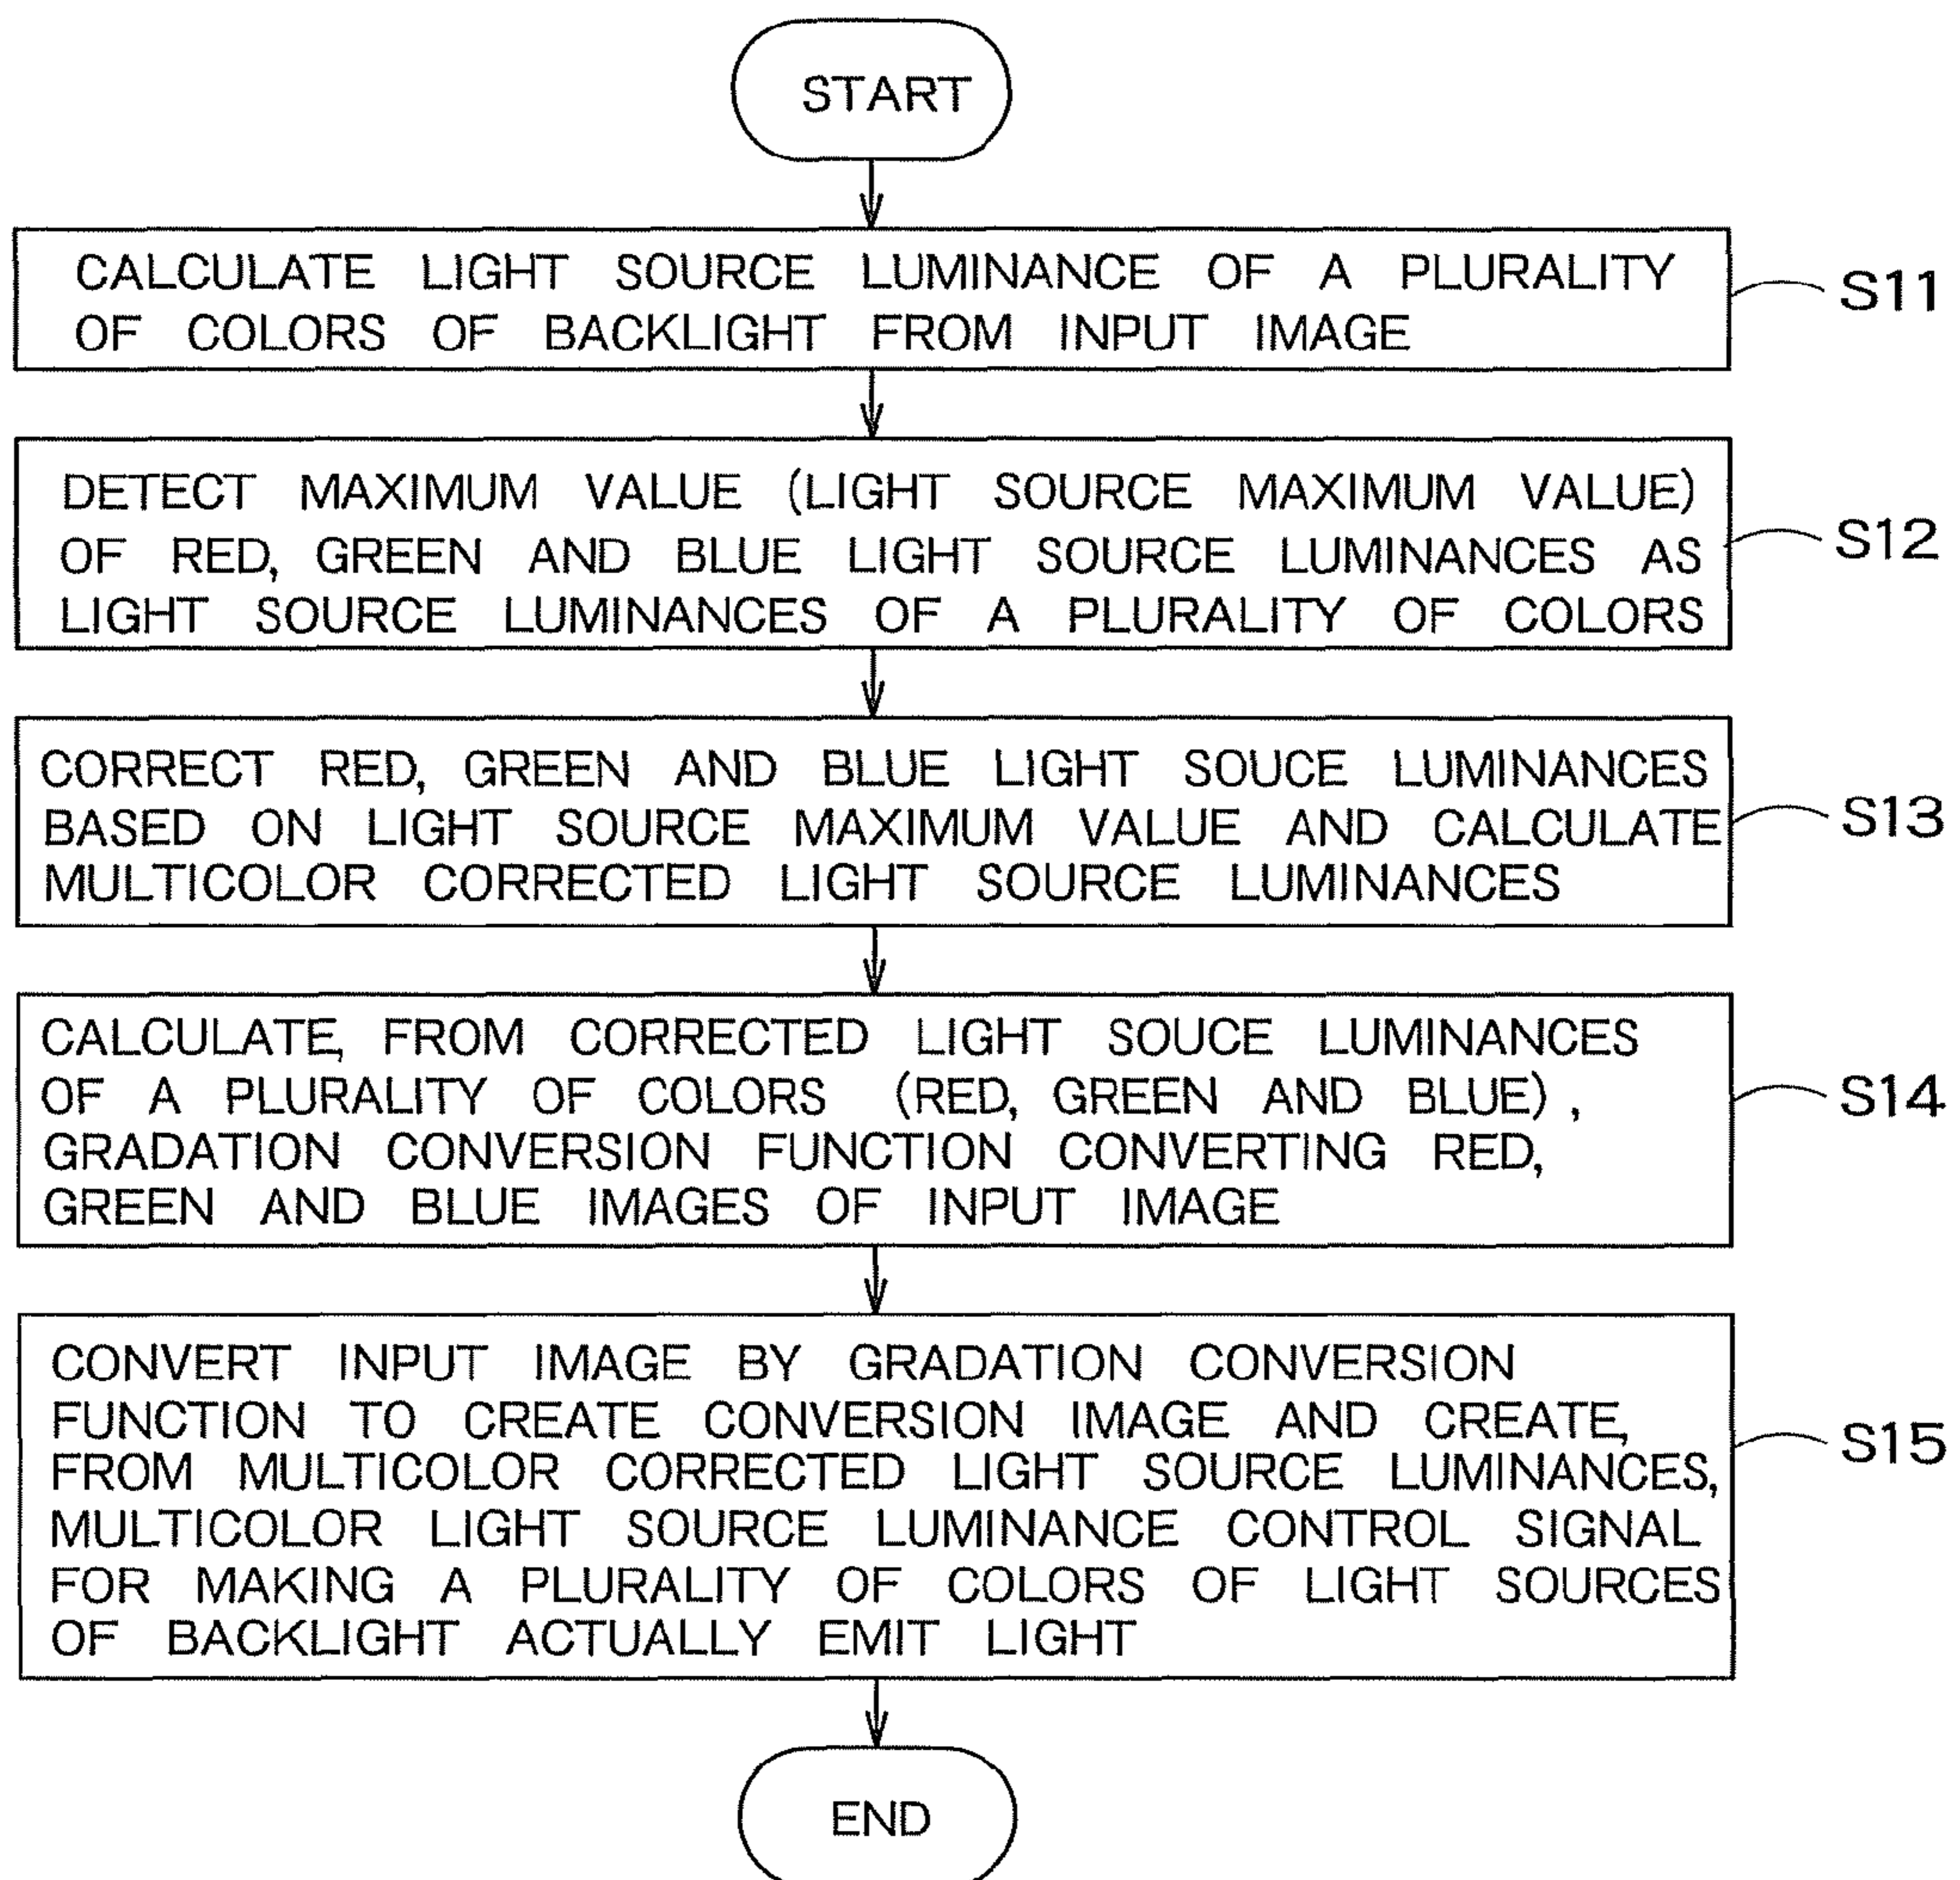 START
CALCULATE LIGHT SOURCE LUMINANCE OF A PLURALITY
OF COLORS OF BACKLIGHT FROM INPUT IMAGE
S11
DETECT MAXIMUM VALUE (LIGHT SOURCE MAXIMUM VALUE)
OF RED, GREEN AND BLUE LIGHT SOURCE LUMINANCES AS
LIGHT SOURCE LUMINANCES OF A PLURALITY OF COLORS
S12
CORRECT RED, GREEN AND BLUE LIGHT SOUCE LUMINANCES
BASED ON LIGHT SOURCE MAXIMUM VALUE AND CALCULATE
MULTICOLOR CORRECTED LIGHT SOURCE LUMINANCES
S13
CALCULATE, FROM CORRECTED LIGHT SOUCE LUMINANCES
OF A PLURALITY OF COLORS (RED, GREEN AND BLUE),
GRADATION CONVERSION FUNCTION CONVERTING RED,
GREEN AND BLUE IMAGES OF INPUT IMAGE
S14
CONVERT INPUT IMAGE BY GRADATION CONVERSION
FUNCTION TO CREATE CONVERSION IMAGE AND CREATE,
FROM MULTICOLOR CORRECTED LIGHT SOURCE LUMINANCES,
MULTICOLOR LIGHT SOURCE LUMINANCE CONTROL SIGNAL
FOR MAKING A PLURALITY OF COLORS OF LIGHT SOURCES
OF BACKLIGHT ACTUALLY EMIT LIGHT
S15
END